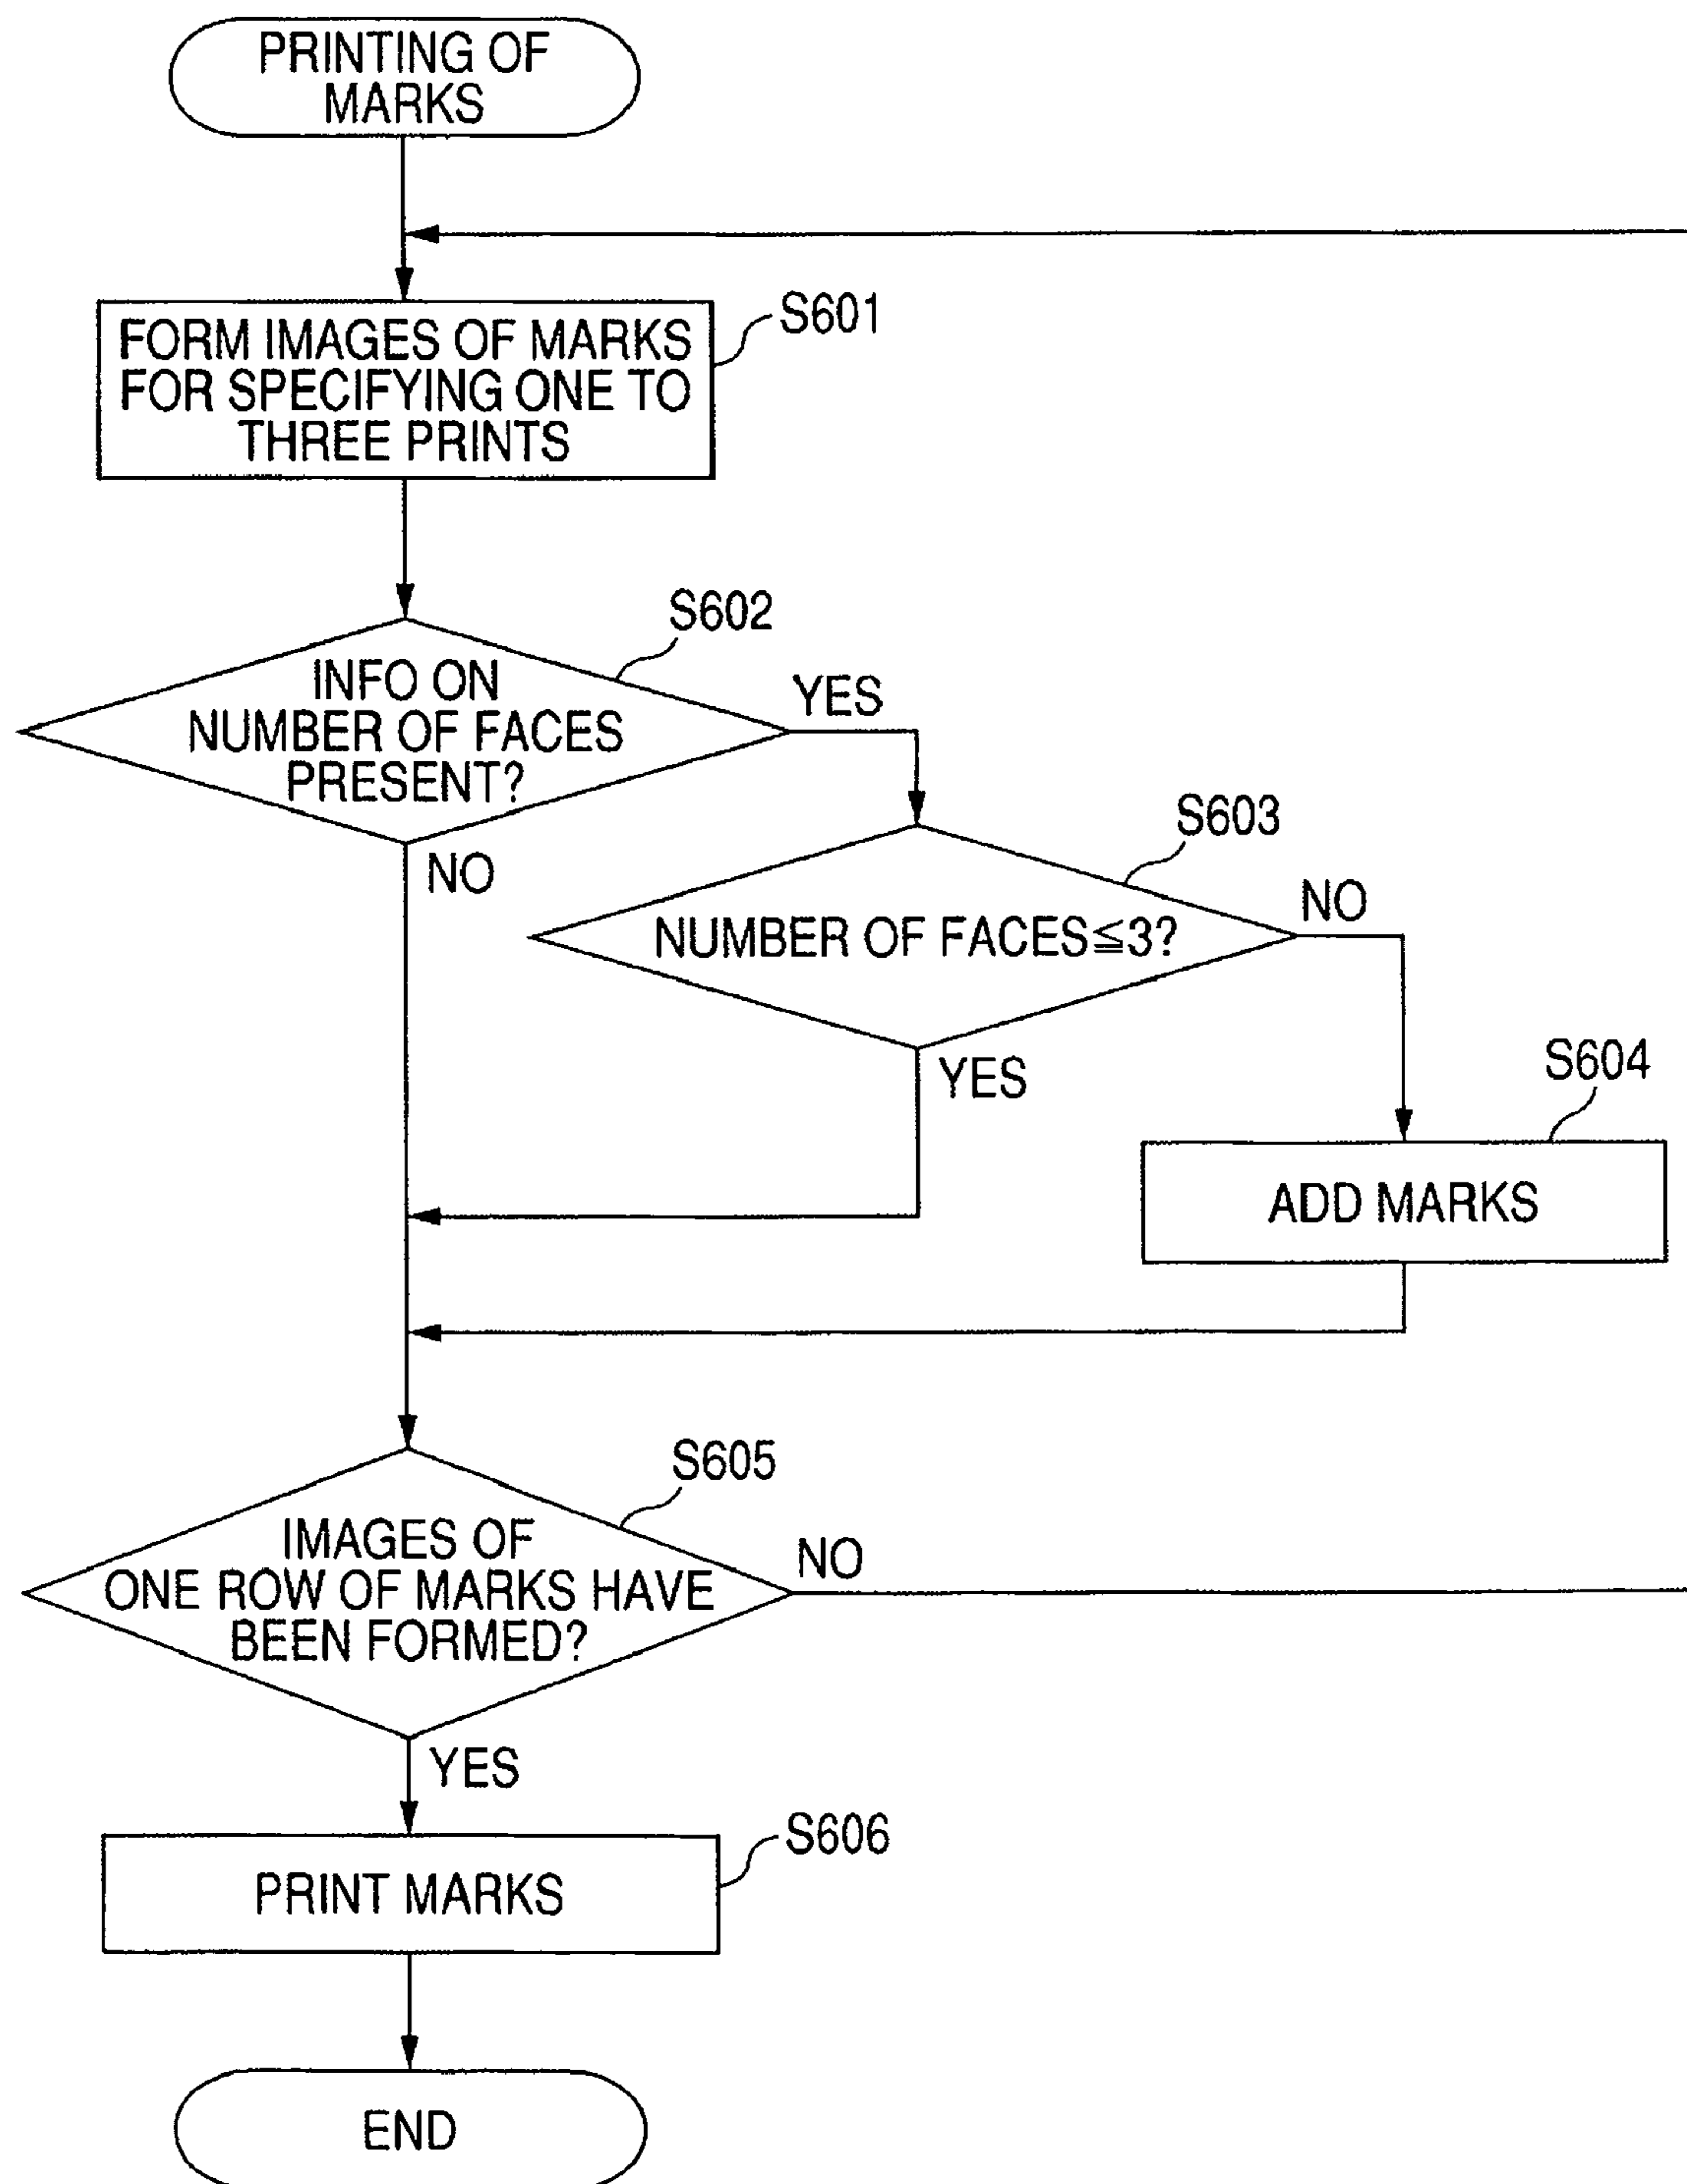 PRINTING OF
MARKS
S601
FORM IMAGES OF MARKS
FOR SPECIFYING ONE TO
THREE PRINTS
S602
INFO ON
NUMBER OF FACES
PRESENT?
YES
NO
S603
NUMBER OF FACES≦3?
NO
YES
S604
ADD MARKS
S605
IMAGES OF
ONE ROW OF MARKS HAVE
BEEN FORMED?
NO
YES
S606
PRINT MARKS
END